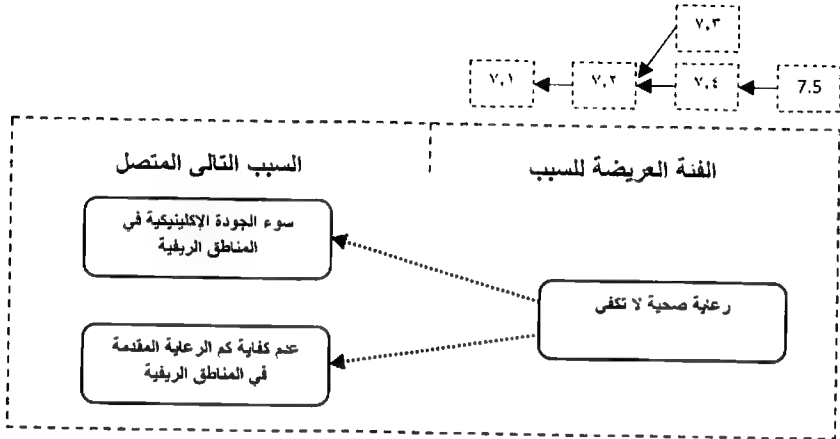 ٧.٣
٧.١
٧.٢
٧.٤
7.5
الفئة العريضة للسبب
السبب التالى المتصل
رعاية صحية لا تكفى
سوء الجودة الإكلينيكية في
المناطق الريفية
عدم كفاية كم الرعاية المقدمة
في المناطق الريفية